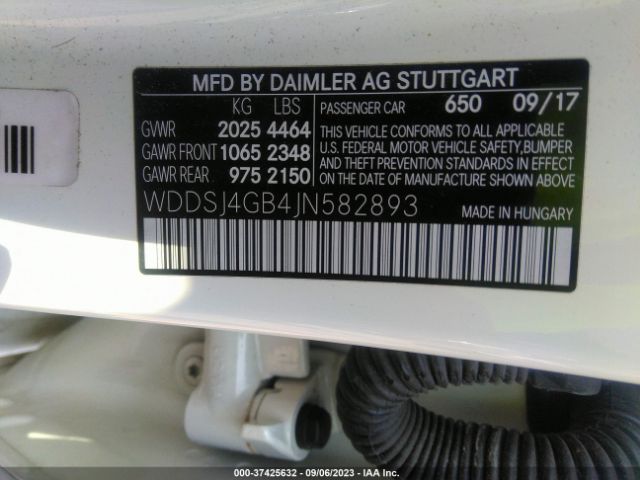 MFD BY DAIMLER AG STUTTGART
KG LBS
GVWR 2025 4464
GAWR FRONT 1065 2348
GAWR REAR 975 2150
PASSENGER CAR 650 09/17
THIS VEHICLE CONFORMS TO ALL APPLICABLE
U.S. FEDERAL MOTOR VEHICLE SAFETY,BUMPER
AND THEFT PREVENTION STANDARDS IN EFFECT
ON THE DATE OF MANUFACTURE SHOWN ABOVE.
WDDSJ4GB4JN582893 MADE IN HUNGARY
000-37425632 - 09/06/2023 - IAA Inc.